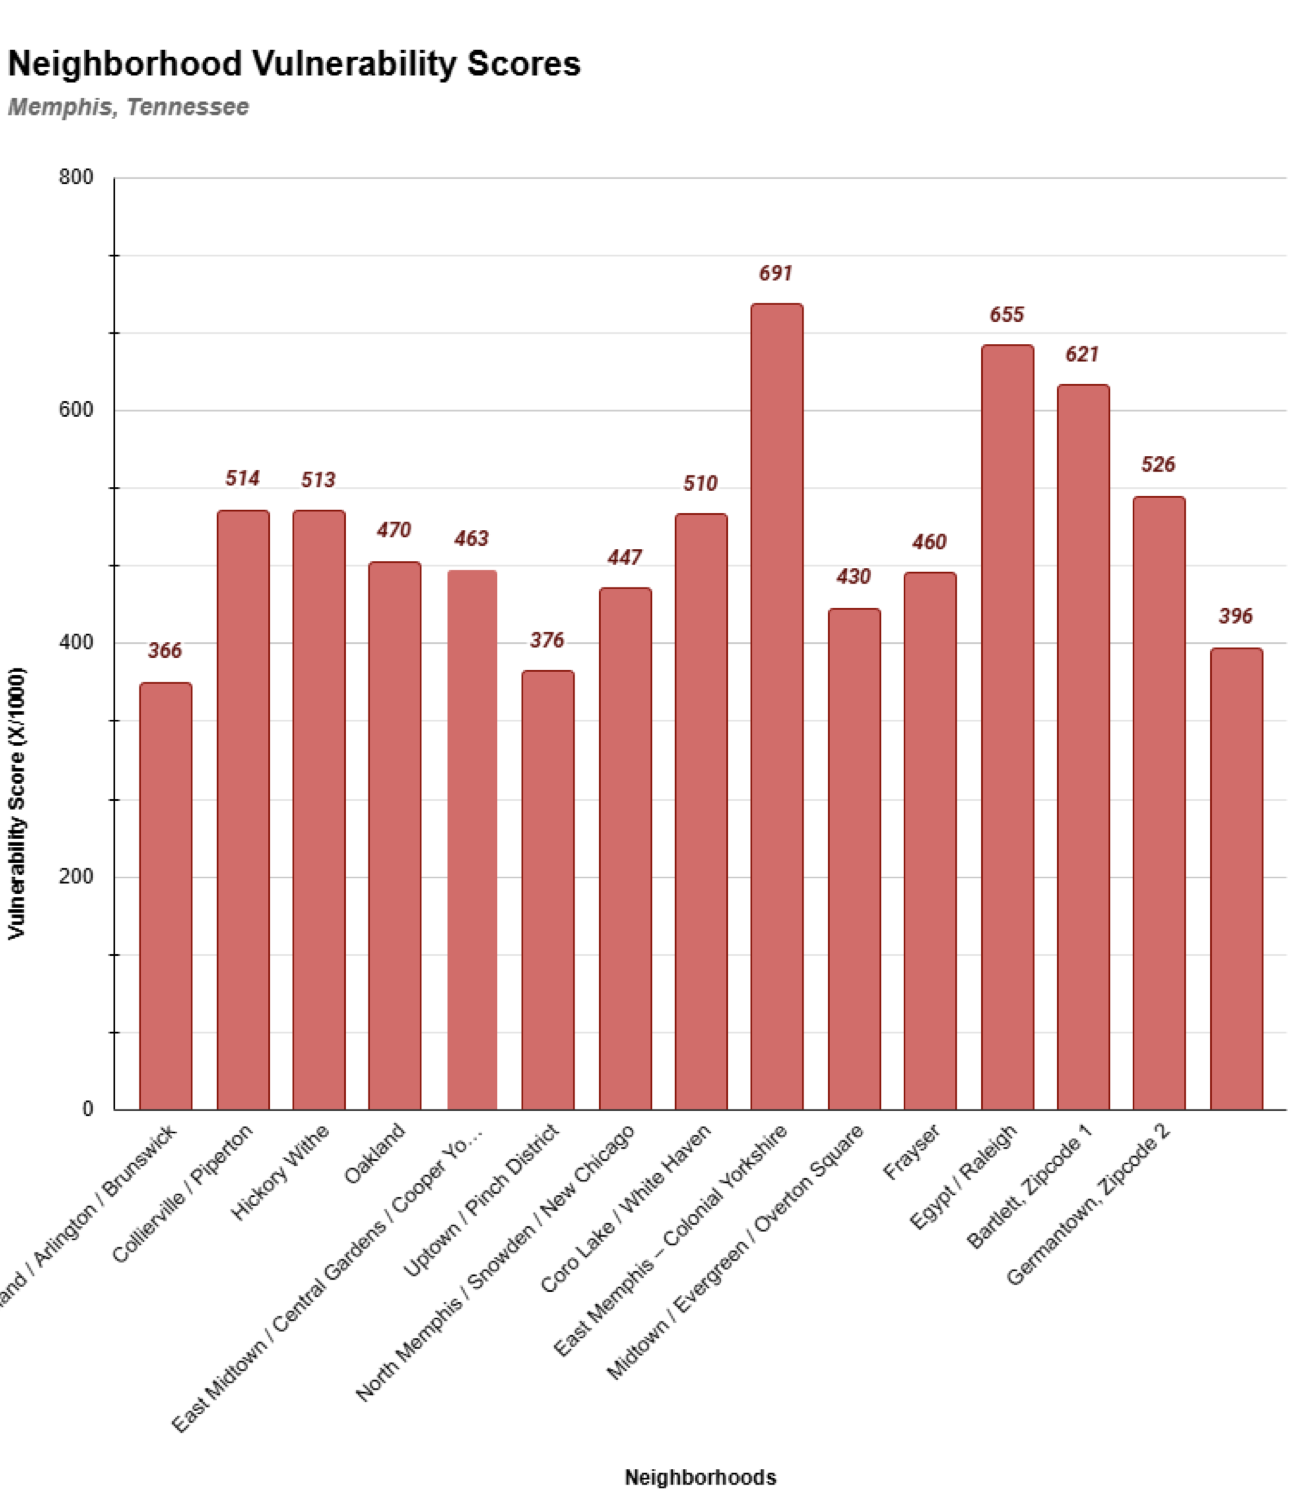 Neighborhood Vulnerability Scores
Memphis, Tennessee
800
600
400
200
0
Vulnerability Score (X/1000)
366
514
513
470
463
376
447
510
691
430
460
655
621
526
396
/ Arlington / Brunswick
Collierville / Piperton
Hickory Withe
Oakland
East Midtown / Central Gardens / Cooper Yo...
Uptown / Pinch District
North Memphis / Snowden / New Chicago
Coro Lake / White Haven
East Memphis – Colonial Yorkshire
Midtown / Evergreen / Overton Square
Frayser
Egypt / Raleigh
Bartlett, Zipcode 1
Germantown, Zipcode 2
Neighborhoods